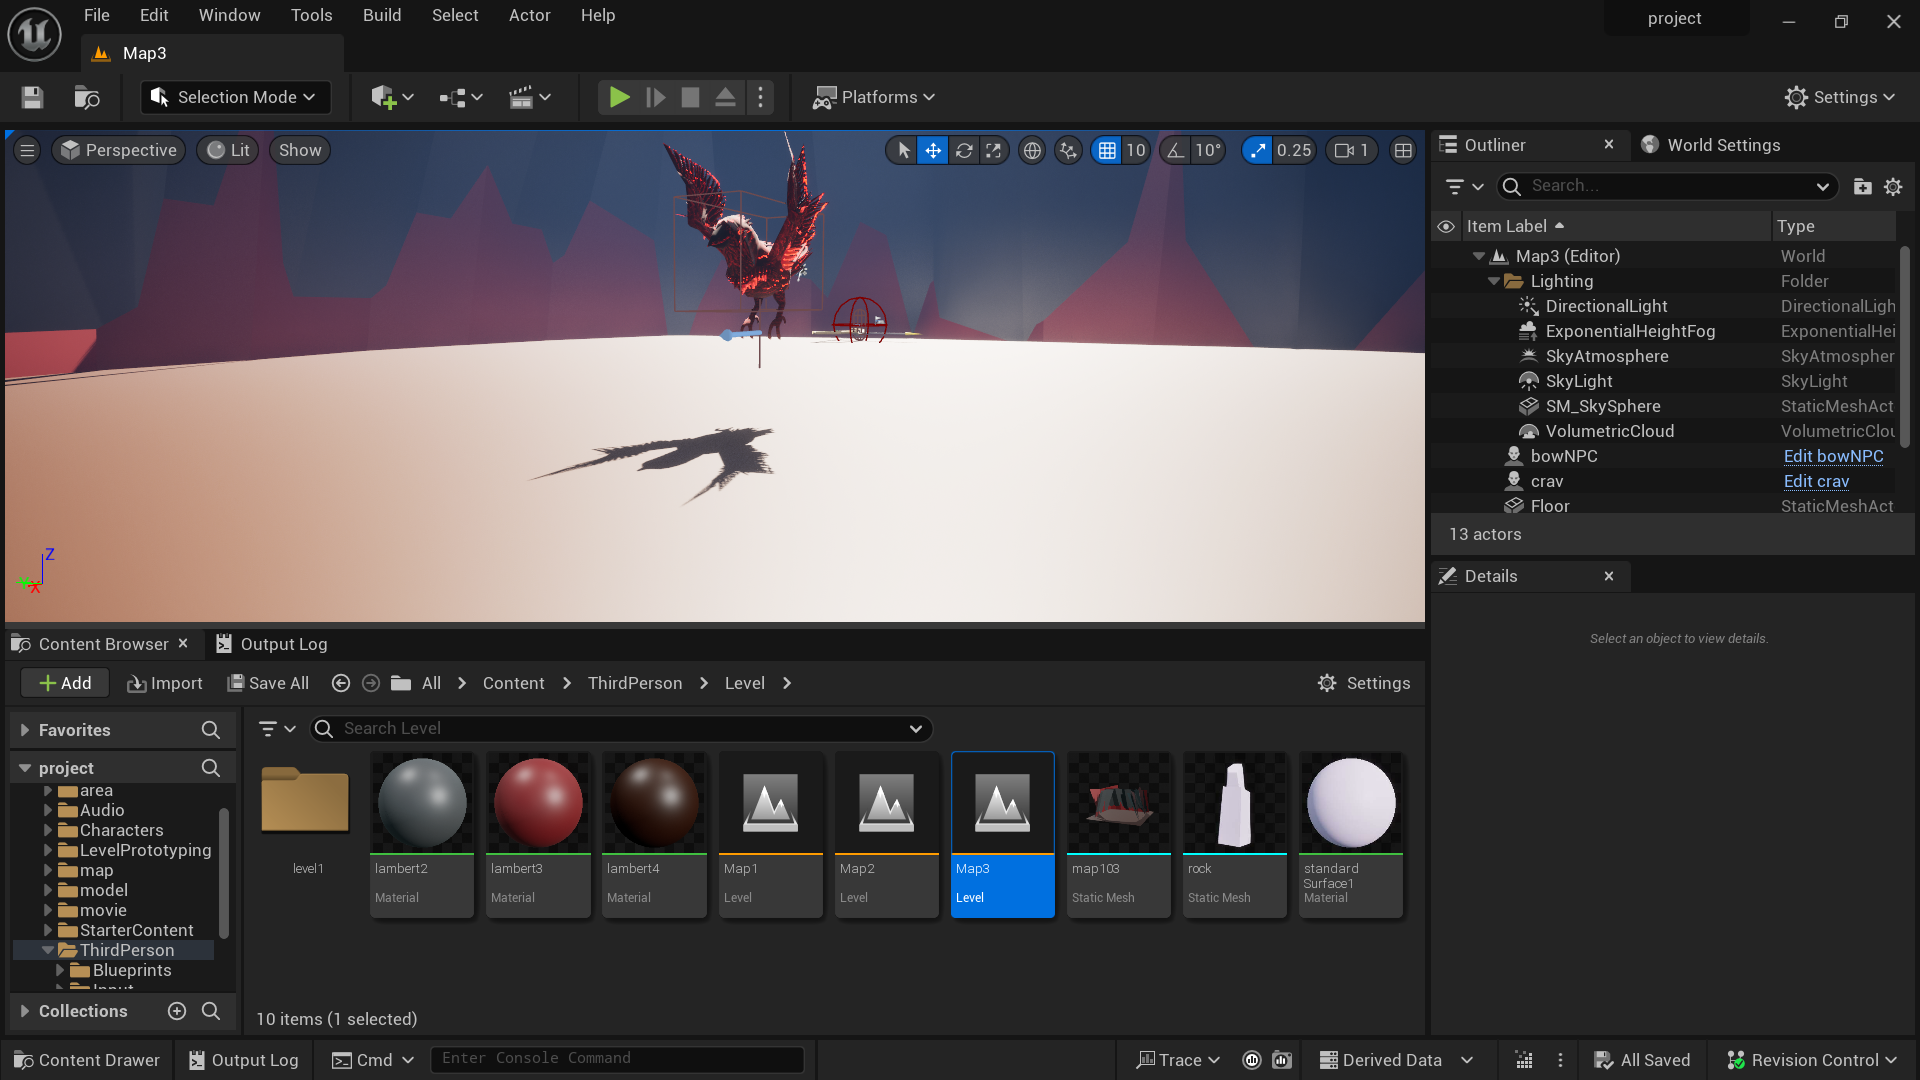 File Edit Window Tools Build Select Actor Help
project
Map3
Selection Mode
Platforms
Settings
Perspective Lit Show
10 10° 0.25 1
Z
X
Outliner
World Settings
Search...
Item Label Type
Map3 (Editor) World
Lighting Folder
DirectionalLight DirectionalLigh
ExponentialHeightFog ExponentialHei
SkyAtmosphere SkyAtmospher
SkyLight SkyLight
SM_SkySphere StaticMeshAct
VolumetricCloud VolumetricClou
bowNPC Edit bowNPC
crav Edit crav
Floor StaticMeshAct
13 actors
Details
Select an object to view details.
Content Browser
Output Log
Add Import Save All All Content ThirdPerson Level Settings
Favorites
Search Level
project
area
Audio
Characters
LevelPrototyping
map
model
movie
StarterContent
ThirdPerson
Blueprints
Input
Collections
level1
lambert2
Material
lambert3
Material
lambert4
Material
Map1
Level
Map2
Level
Map3
Level
map103
Static Mesh
rock
Static Mesh
standard
Surface1
Material
10 items (1 selected)
Content Drawer Output Log Cmd Enter Console Command Trace Derived Data All Saved Revision Control